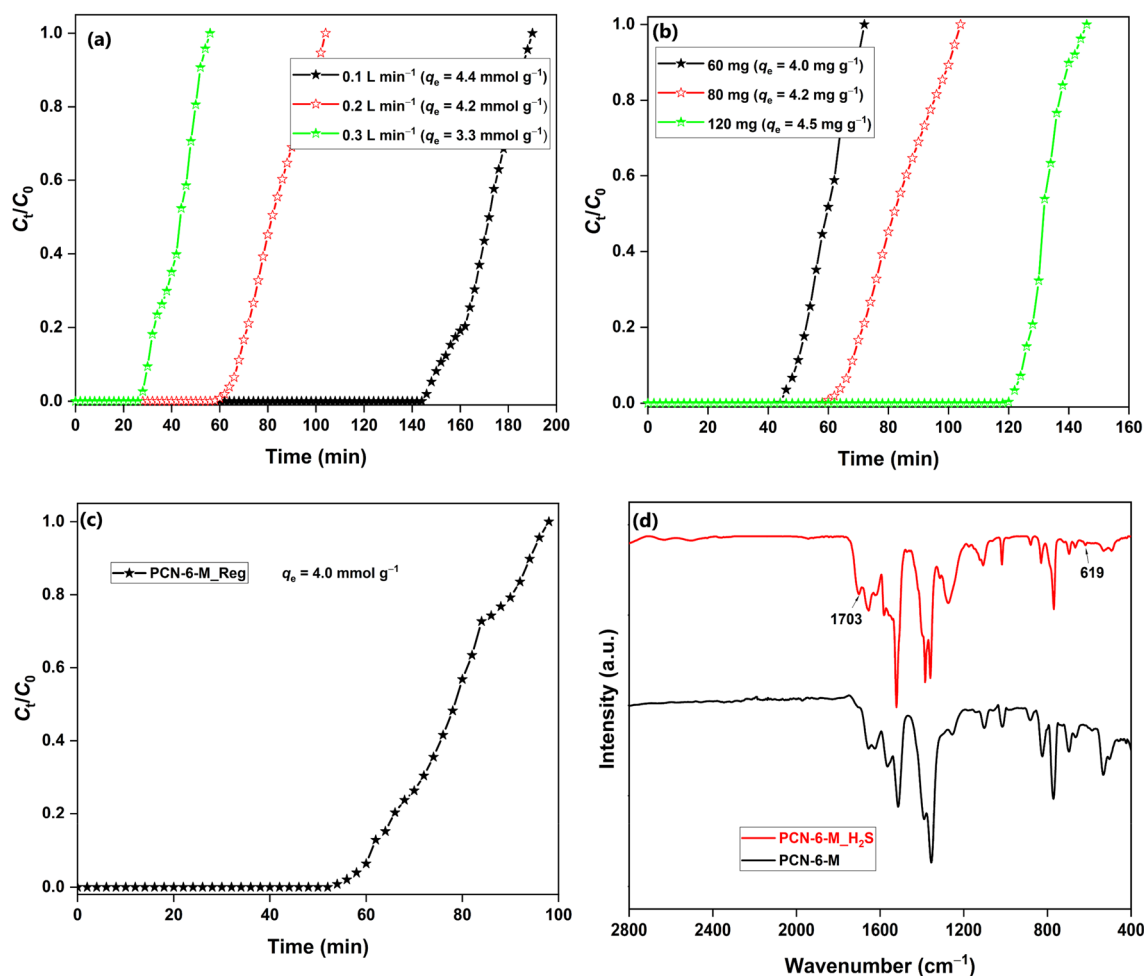 (a)
0.1 L min⁻¹ (qₑ = 4.4 mmol g⁻¹)
0.2 L min⁻¹ (qₑ = 4.2 mmol g⁻¹)
0.3 L min⁻¹ (qₑ = 3.3 mmol g⁻¹)
Cₜ/C₀
1.0
0.8
0.6
0.4
0.2
0.0
0 20 40 60 80 100 120 140 160 180 200
Time (min)
(b)
60 mg (qₑ = 4.0 mg g⁻¹)
80 mg (qₑ = 4.2 mg g⁻¹)
120 mg (qₑ = 4.5 mg g⁻¹)
Cₜ/C₀
1.0
0.8
0.6
0.4
0.2
0.0
0 20 40 60 80 100 120 140 160
Time (min)
(c)
PCN-6-M_Reg qₑ = 4.0 mmol g⁻¹
Cₜ/C₀
1.0
0.8
0.6
0.4
0.2
0.0
0 20 40 60 80 100
Time (min)
(d)
1703
619
PCN-6-M_H₂S
PCN-6-M
Intensity (a.u.)
2800 2400 2000 1600 1200 800 400
Wavenumber (cm⁻¹)